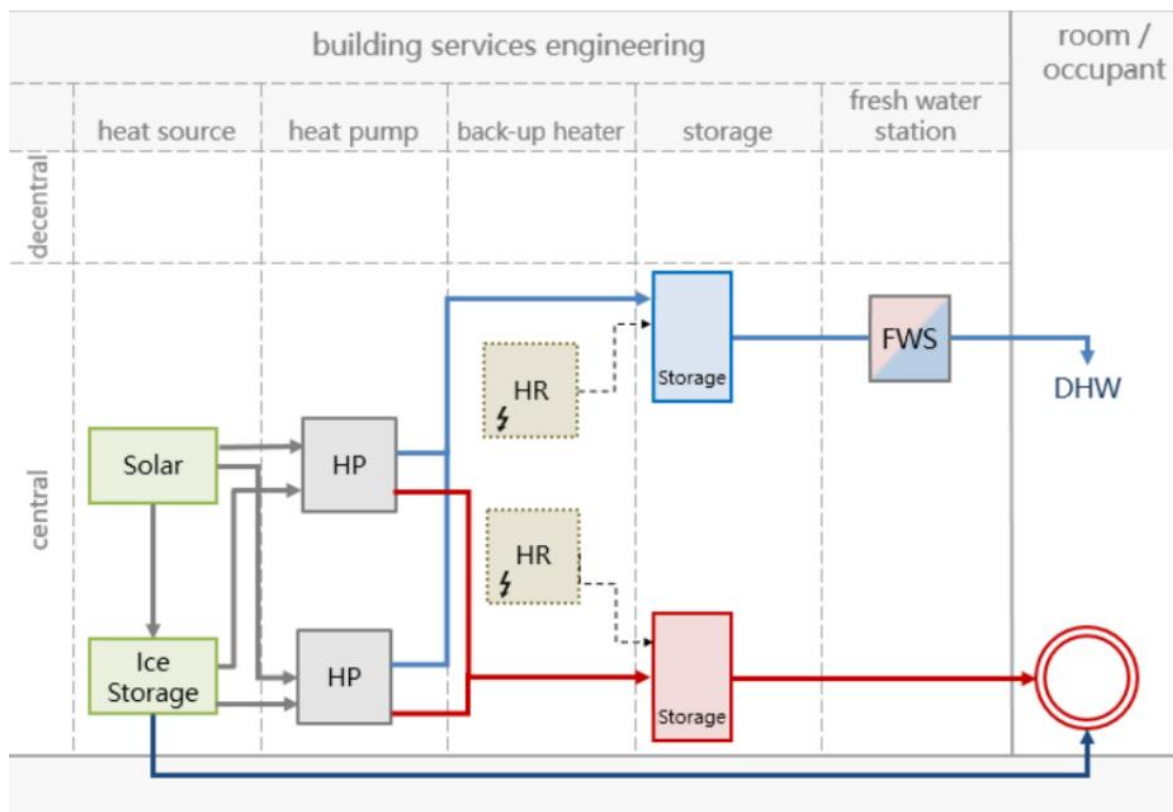 building services engineering
room /
occupant
heat source
heat pump
back-up heater
storage
fresh water
station
decentral
central
Storage
FWS
DHW
HR
Solar
HP
HR
Ice
Storage
HP
Storage